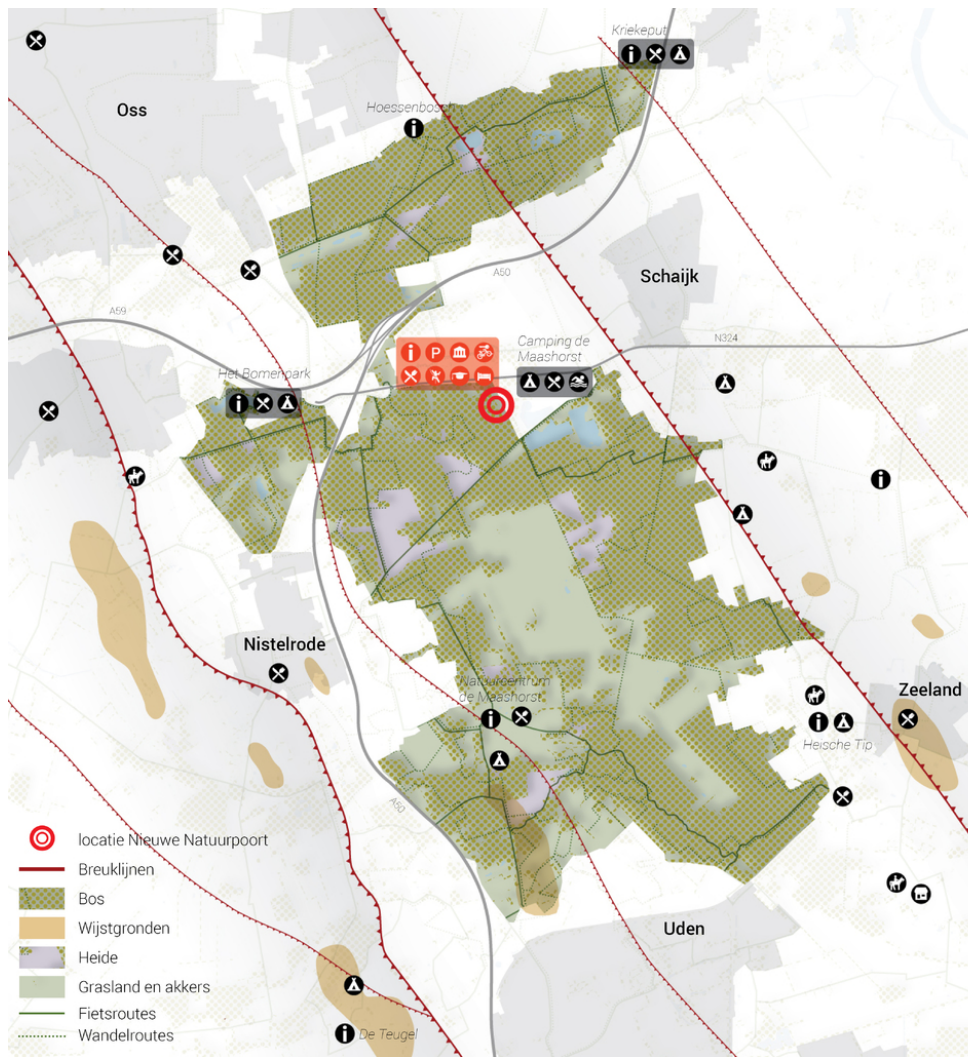 Kriekeput
Oss
Hoessenbosch
Schaijk
A50
A59
N324
Camping de
Maashorst
P
Het Bomenpark
Nistelrode
Natuurcentrum
de Maashorst
Zeeland
Heische Tip
A50
Uden
De Teugel
locatie Nieuwe Natuurpoort
Breuklijnen
Bos
Wijstgronden
Heide
Grasland en akkers
Fietsroutes
Wandelroutes